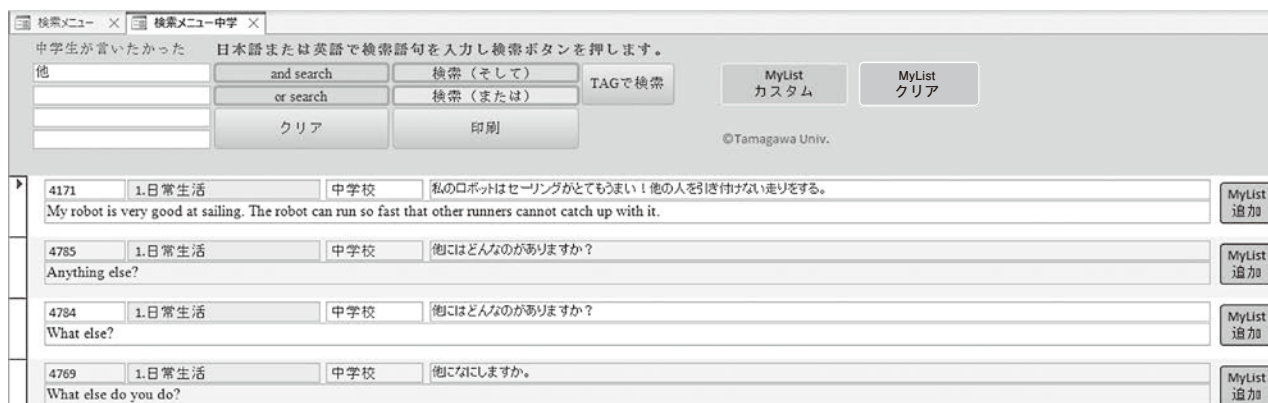 検索メニュー × 検索メニュー中学 ×
中学生が言いたかった 日本語または英語で検索語句を入力し検索ボタンを押します。
他 and search 検索（そして） TAGで検索 MyList カスタム MyList クリア
or search 検索（または）
クリア 印刷
©Tamagawa Univ.
4171 1.日常生活 中学校 私のロボットはセーリングがとてもうまい！他の人を引き付けない走りをする。 MyList 追加
My robot is very good at sailing. The robot can run so fast that other runners cannot catch up with it.
4785 1.日常生活 中学校 他にはどんなのがありますか？ MyList 追加
Anything else?
4784 1.日常生活 中学校 他にはどんなのがありますか？ MyList 追加
What else?
4769 1.日常生活 中学校 他になにしますか。 MyList 追加
What else do you do?